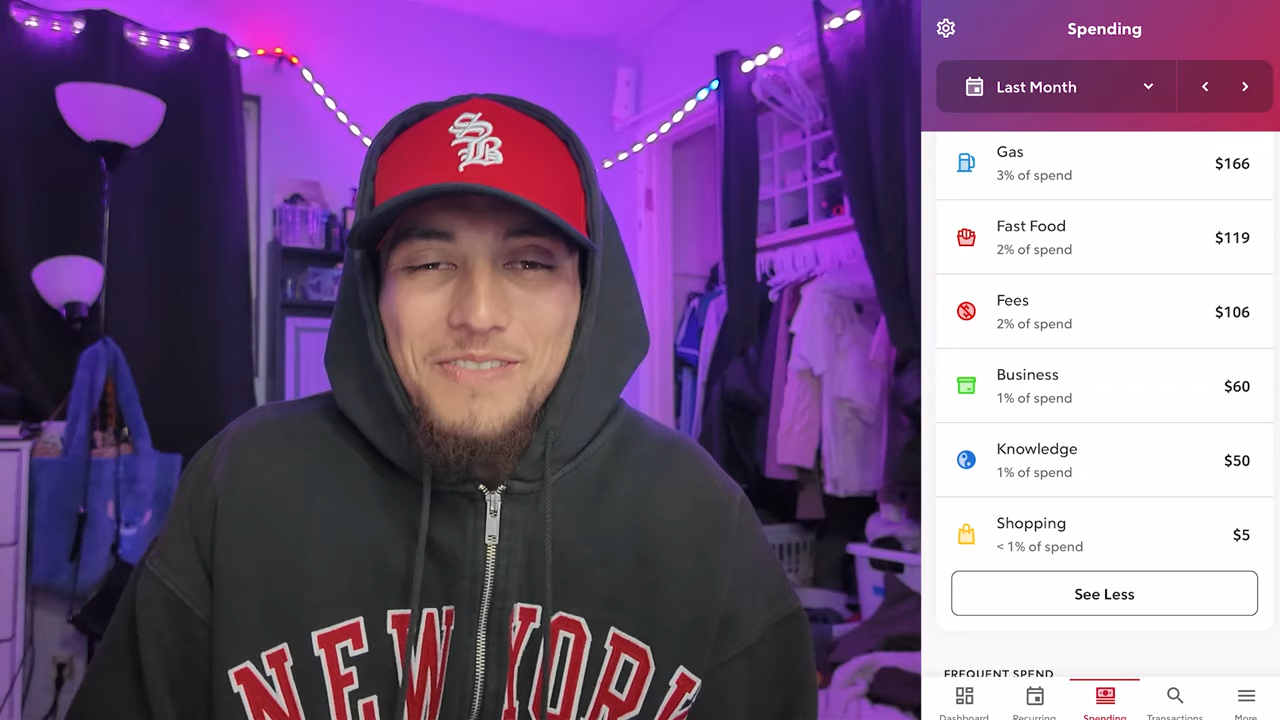 SB
NEW YORK
Spending
Last Month
Gas
$166
3% of spend
Fast Food
$119
2% of spend
Fees
$106
2% of spend
Business
$60
1% of spend
Knowledge
$50
1% of spend
Shopping
$5
< 1% of spend
See Less
FREQUENT SPEND
Dashboard
Recurring
Spending
Transactions
More